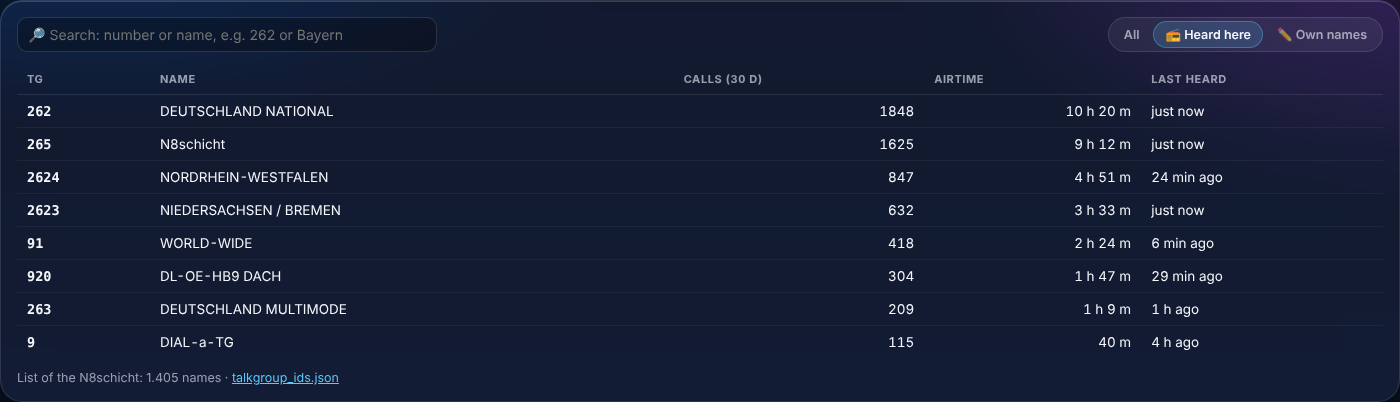 🔎 Search: number or name, e.g. 262 or Bayern
All 📻 Heard here ✏️ Own names
TG NAME CALLS (30 D) AIRTIME LAST HEARD
262 DEUTSCHLAND NATIONAL 1848 10 h 20 m just now
265 N8schicht 1625 9 h 12 m just now
2624 NORDRHEIN-WESTFALEN 847 4 h 51 m 24 min ago
2623 NIEDERSACHSEN / BREMEN 632 3 h 33 m just now
91 WORLD-WIDE 418 2 h 24 m 6 min ago
920 DL-OE-HB9 DACH 304 1 h 47 m 29 min ago
263 DEUTSCHLAND MULTIMODE 209 1 h 9 m 1 h ago
9 DIAL-a-TG 115 40 m 4 h ago
List of the N8schicht: 1.405 names · talkgroup_ids.json